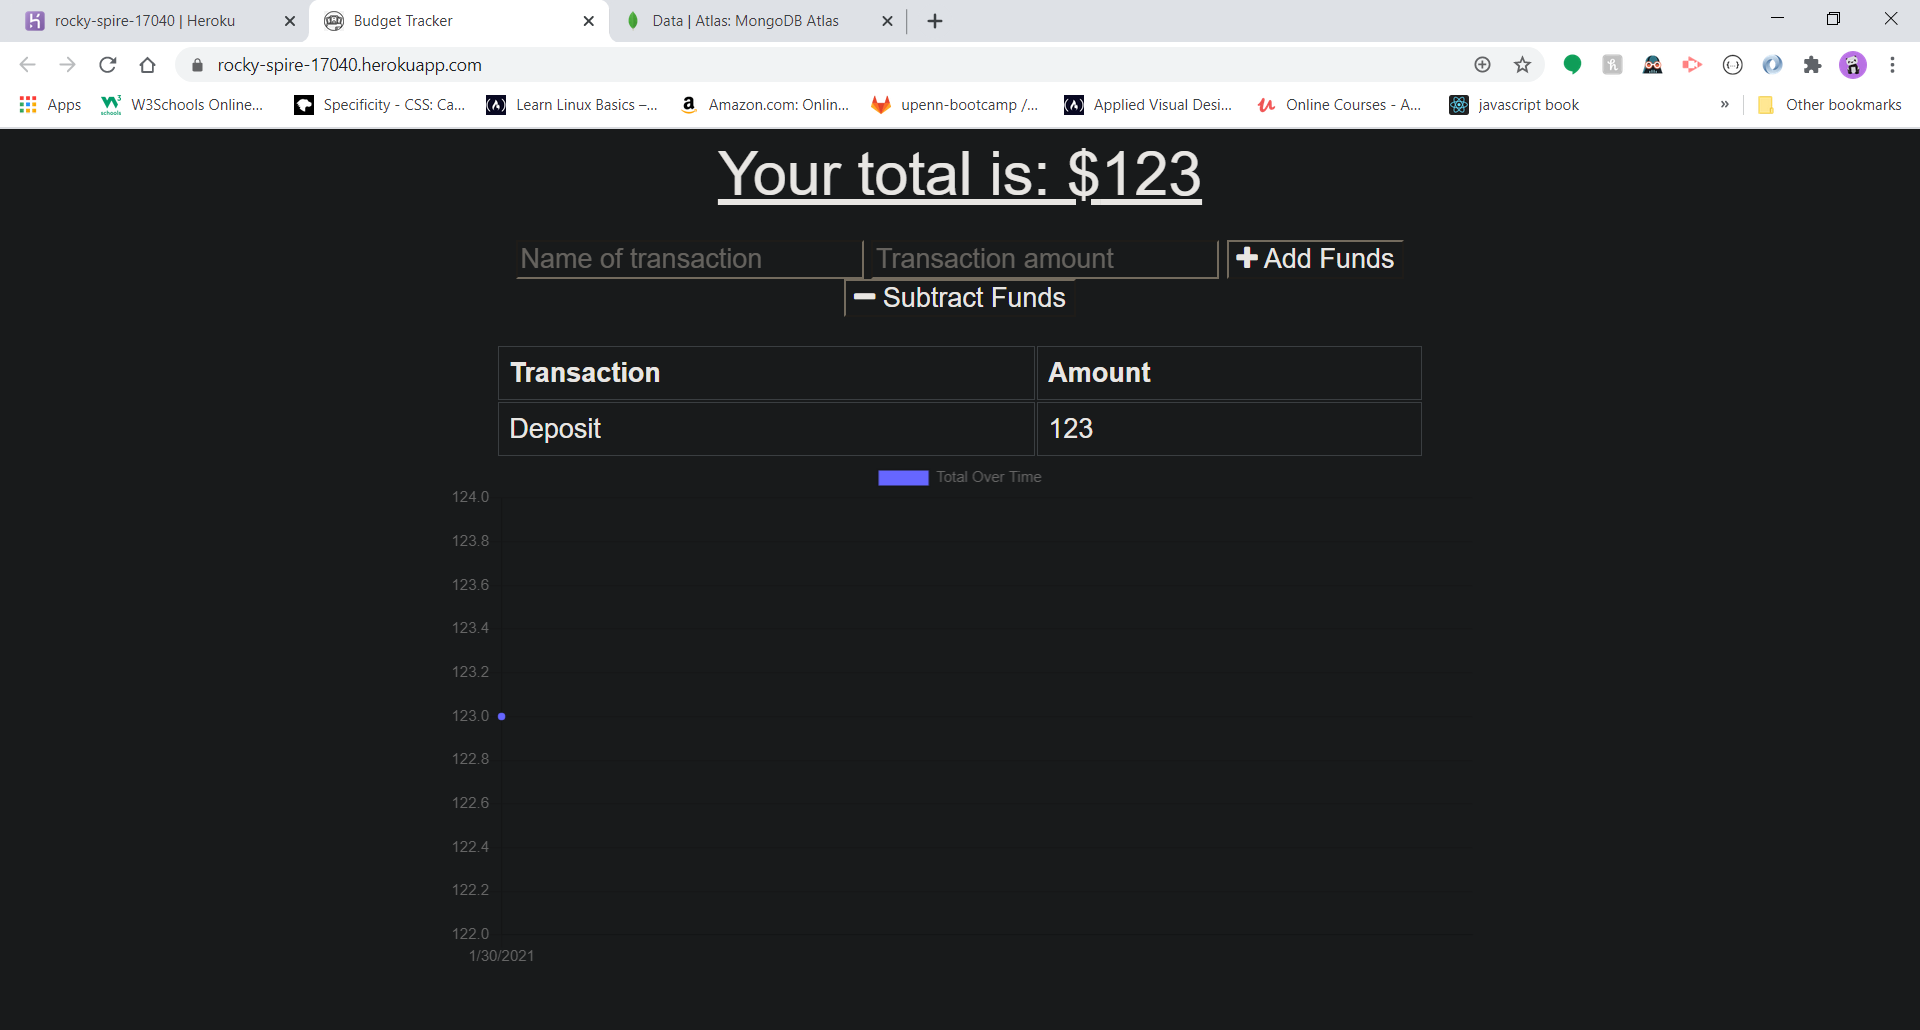 rocky-spire-17040 | Heroku
Budget Tracker
Data | Atlas: MongoDB Atlas
rocky-spire-17040.herokuapp.com
Apps
W3Schools Online...
Specificity - CSS: Ca...
Learn Linux Basics –...
Amazon.com: Onlin...
upenn-bootcamp /...
Applied Visual Desi...
Online Courses - A...
javascript book
»
Other bookmarks
Your total is: $123
Name of transaction
Transaction amount
Add Funds
Subtract Funds
Transaction Amount
Deposit 123
Total Over Time
124.0
123.8
123.6
123.4
123.2
123.0
122.8
122.6
122.4
122.2
122.0
1/30/2021